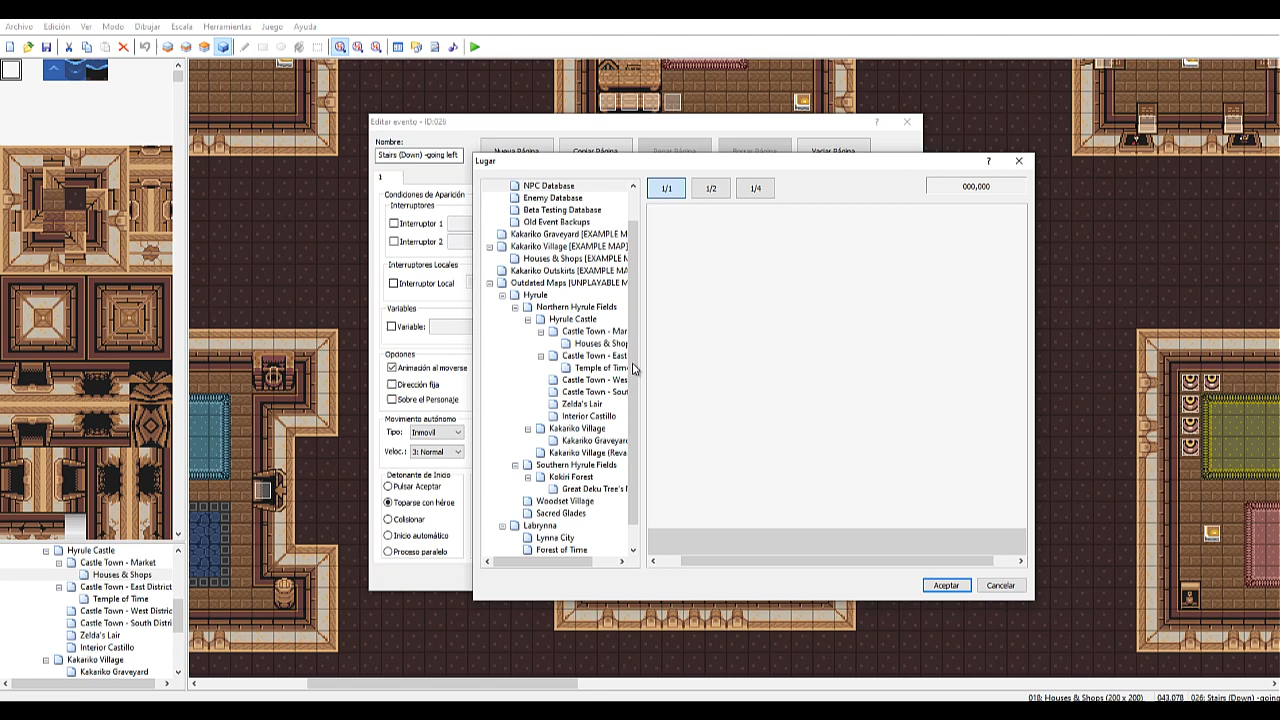 Archivo Edición Ver Modo Dibujar Escala Herramientas Juego Ayuda
Editar evento - ID:026
Nombre:
Stairs (Down) -going left
Nueva Página Copiar Página Pegar Página Borrar Página Vaciar Página
1
Condiciones de Aparición
Interruptores
Interruptor 1
Interruptor 2
Interruptores Locales
Interruptor Local
Variables
Variable:
Opciones
Animación al moverse
Dirección fija
Sobre el Personaje
Movimiento autónomo
Tipo: Inmovil
Veloc.: 3: Normal
Detonante de Inicio
Pulsar Aceptar
Toparse con héroe
Colisionar
Inicio automático
Proceso paralelo
Lugar
NPC Database
Enemy Database
Beta Testing Database
Old Event Backups
Kakariko Graveyard [EXAMPLE M
Kakariko Village [EXAMPLE MAP]
Houses & Shops [EXAMPLE M
Kakariko Outskirts [EXAMPLE MA
Outdated Maps [UNPLAYABLE M
Hyrule
Northern Hyrule Fields
Hyrule Castle
Castle Town - Mar
Houses & Shop
Castle Town - East
Temple of Time
Castle Town - Wes
Castle Town - Sout
Zelda's Lair
Interior Castillo
Kakariko Village
Kakariko Graveyard
Kakariko Village (Reva
Southern Hyrule Fields
Kokiri Forest
Great Deku Tree's
Woodset Village
Sacred Glades
Labrynna
Lynna City
Forest of Time
1/1 1/2 1/4
000,000
Aceptar Cancelar
Hyrule Castle
Castle Town - Market
Houses & Shops
Castle Town - East District
Temple of Time
Castle Town - West Distric
Castle Town - South Distri
Zelda's Lair
Interior Castillo
Kakariko Village
Kakariko Graveyard
018: Houses & Shops (200 x 200) 043,078 026: Stairs (Down) -going